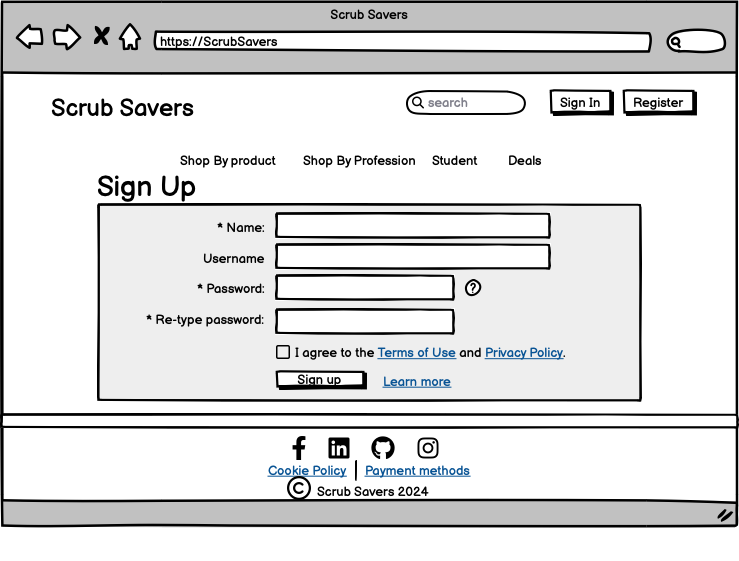 Scrub Savers
https://ScrubSavers
Scrub Savers
search
Sign In
Register
Shop By product
Shop By Profession
Student
Deals
Sign Up
* Name:
Username
* Password:
?
* Re-type password:
I agree to the Terms of Use and Privacy Policy.
Sign up
Learn more
Cookie Policy
Payment methods
© Scrub Savers 2024